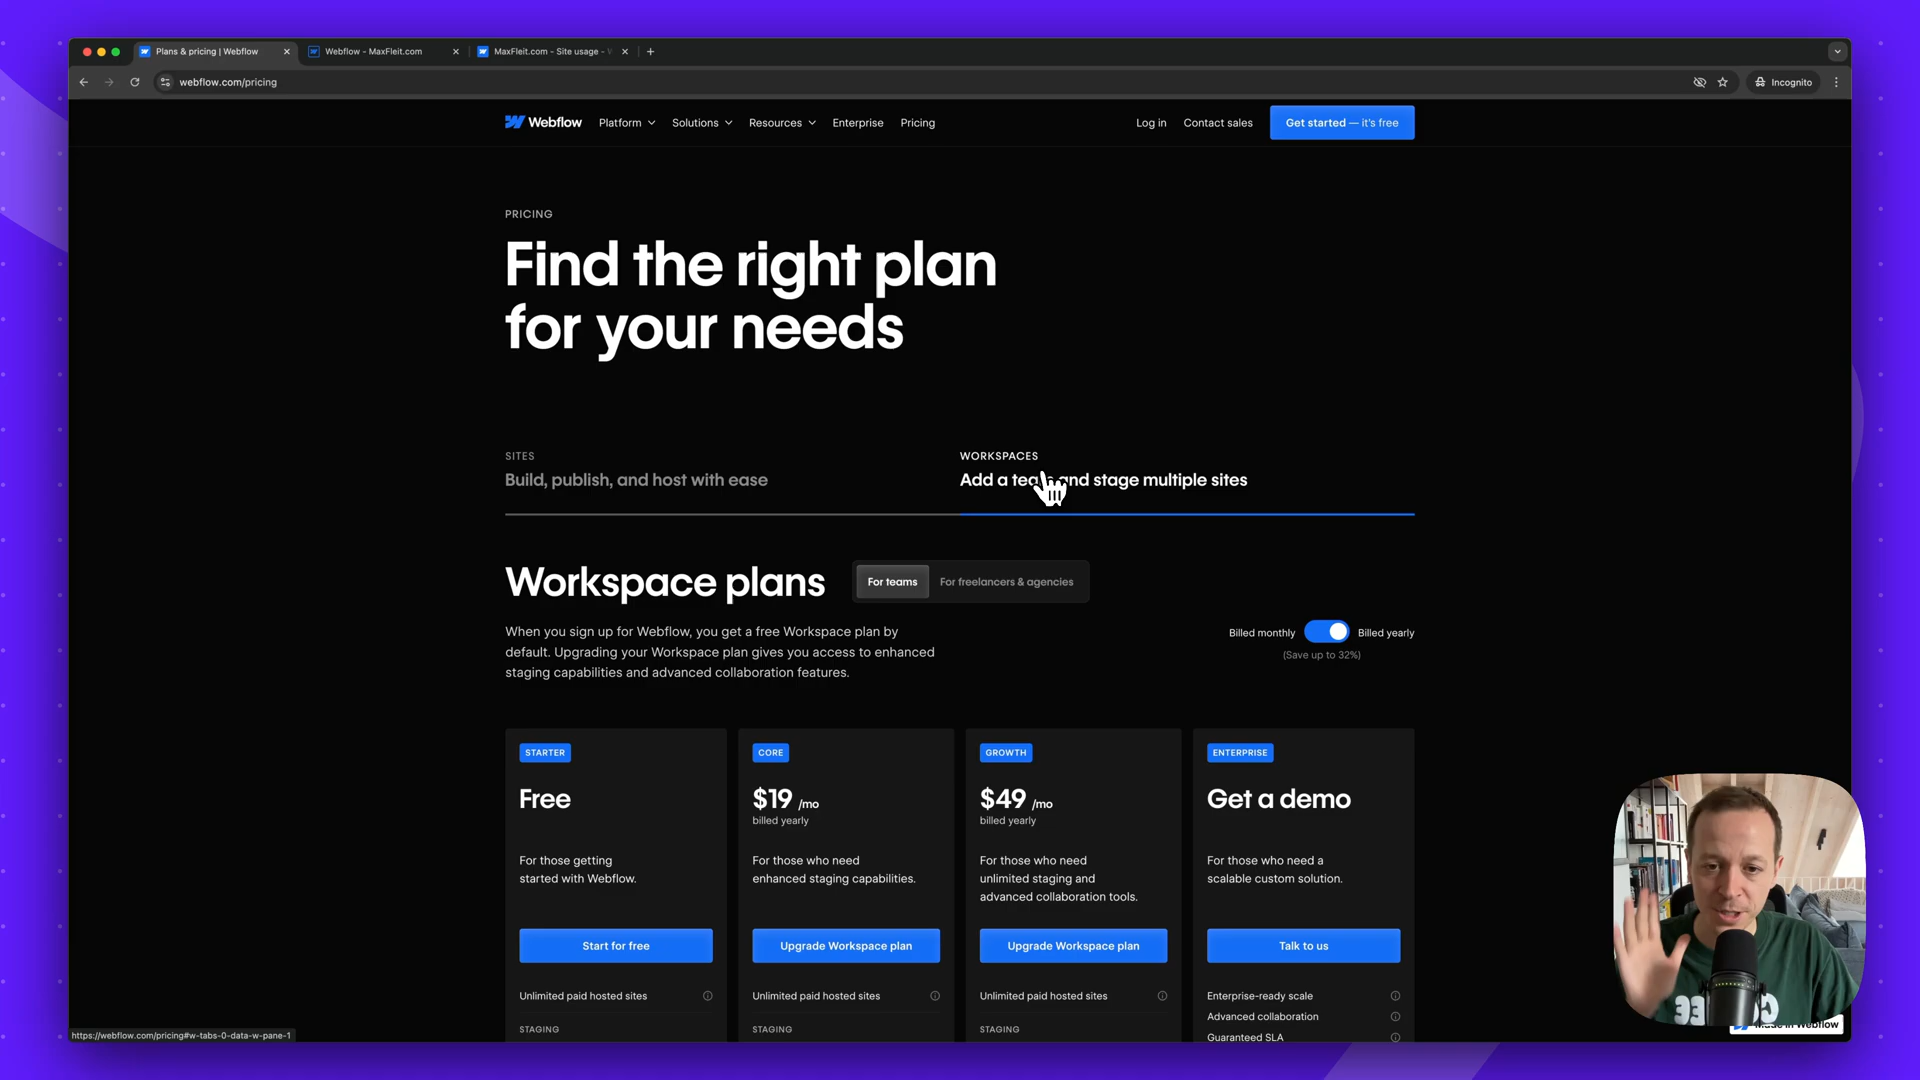 Plans & pricing | Webflow
Webflow - MaxFleit.com
MaxFleit.com - Site usage -
webflow.com/pricing
Incognito
Webflow
Platform
Solutions
Resources
Enterprise
Pricing
Log in
Contact sales
Get started — it's free
PRICING
Find the right plan
for your needs
SITES
Build, publish, and host with ease
WORKSPACES
Add a team and stage multiple sites
Workspace plans
For teams
For freelancers & agencies
When you sign up for Webflow, you get a free Workspace plan by
default. Upgrading your Workspace plan gives you access to enhanced
staging capabilities and advanced collaboration features.
Billed monthly
Billed yearly
(Save up to 32%)
STARTER
Free
For those getting
started with Webflow.
Start for free
Unlimited paid hosted sites
STAGING
CORE
$19 /mo
billed yearly
For those who need
enhanced staging capabilities.
Upgrade Workspace plan
Unlimited paid hosted sites
STAGING
GROWTH
$49 /mo
billed yearly
For those who need
unlimited staging and
advanced collaboration tools.
Upgrade Workspace plan
Unlimited paid hosted sites
STAGING
ENTERPRISE
Get a demo
For those who need a
scalable custom solution.
Talk to us
Enterprise-ready scale
Advanced collaboration
Guaranteed SLA
https://webflow.com/pricing#w-tabs-0-data-w-pane-1
Made in Webflow